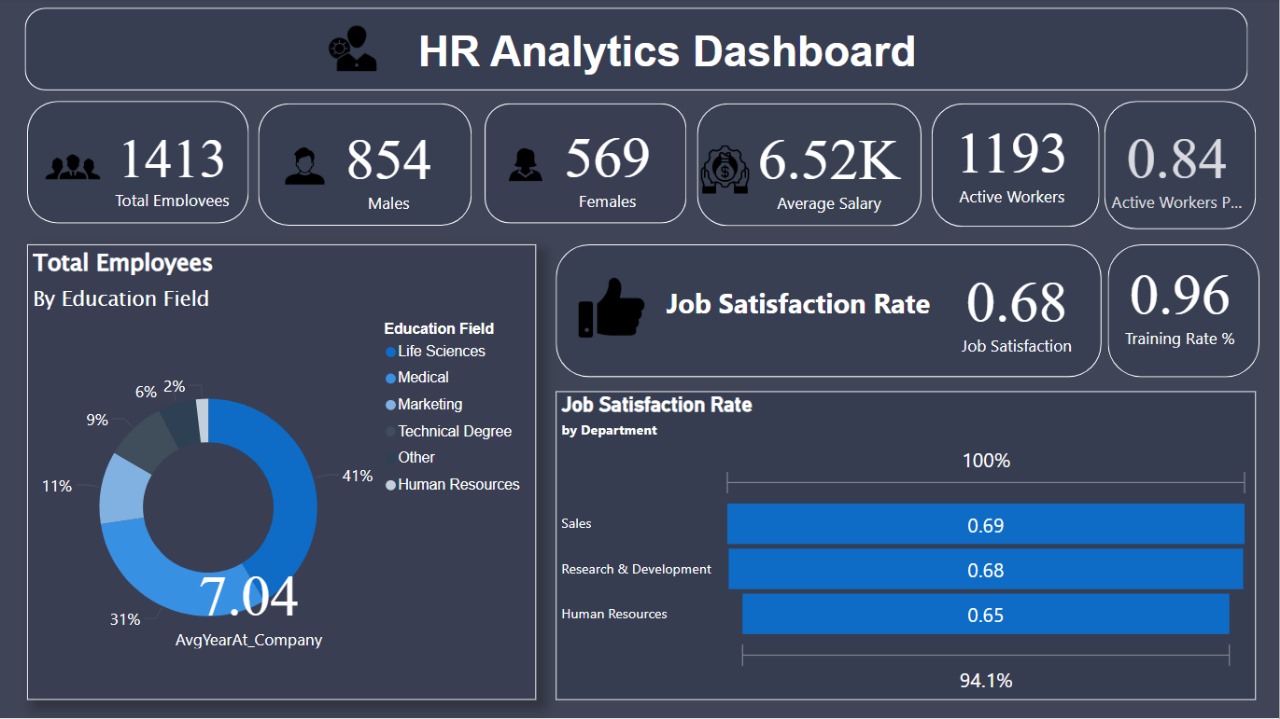 HR Analytics Dashboard
1413
Total Employees
854
Males
569
Females
6.52K
Average Salary
1193
Active Workers
0.84
Active Workers P...
Total Employees
By Education Field
Education Field
Life Sciences
Medical
Marketing
Technical Degree
Other
Human Resources
2%
6%
9%
11%
41%
31%
7.04
AvgYearAt_Company
Job Satisfaction Rate
0.68
Job Satisfaction
0.96
Training Rate %
Job Satisfaction Rate
by Department
100%
Sales 0.69
Research & Development 0.68
Human Resources 0.65
94.1%